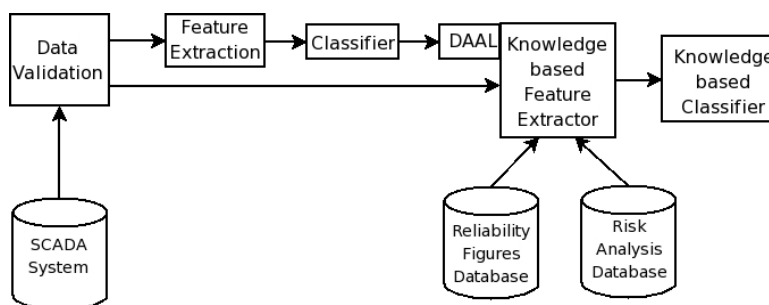 Data
Validation
Feature
Extraction
Classifier
DAAL
Knowledge
based
Feature
Extractor
Knowledge
based
Classifier
SCADA
System
Reliability
Figures
Database
Risk
Analysis
Database